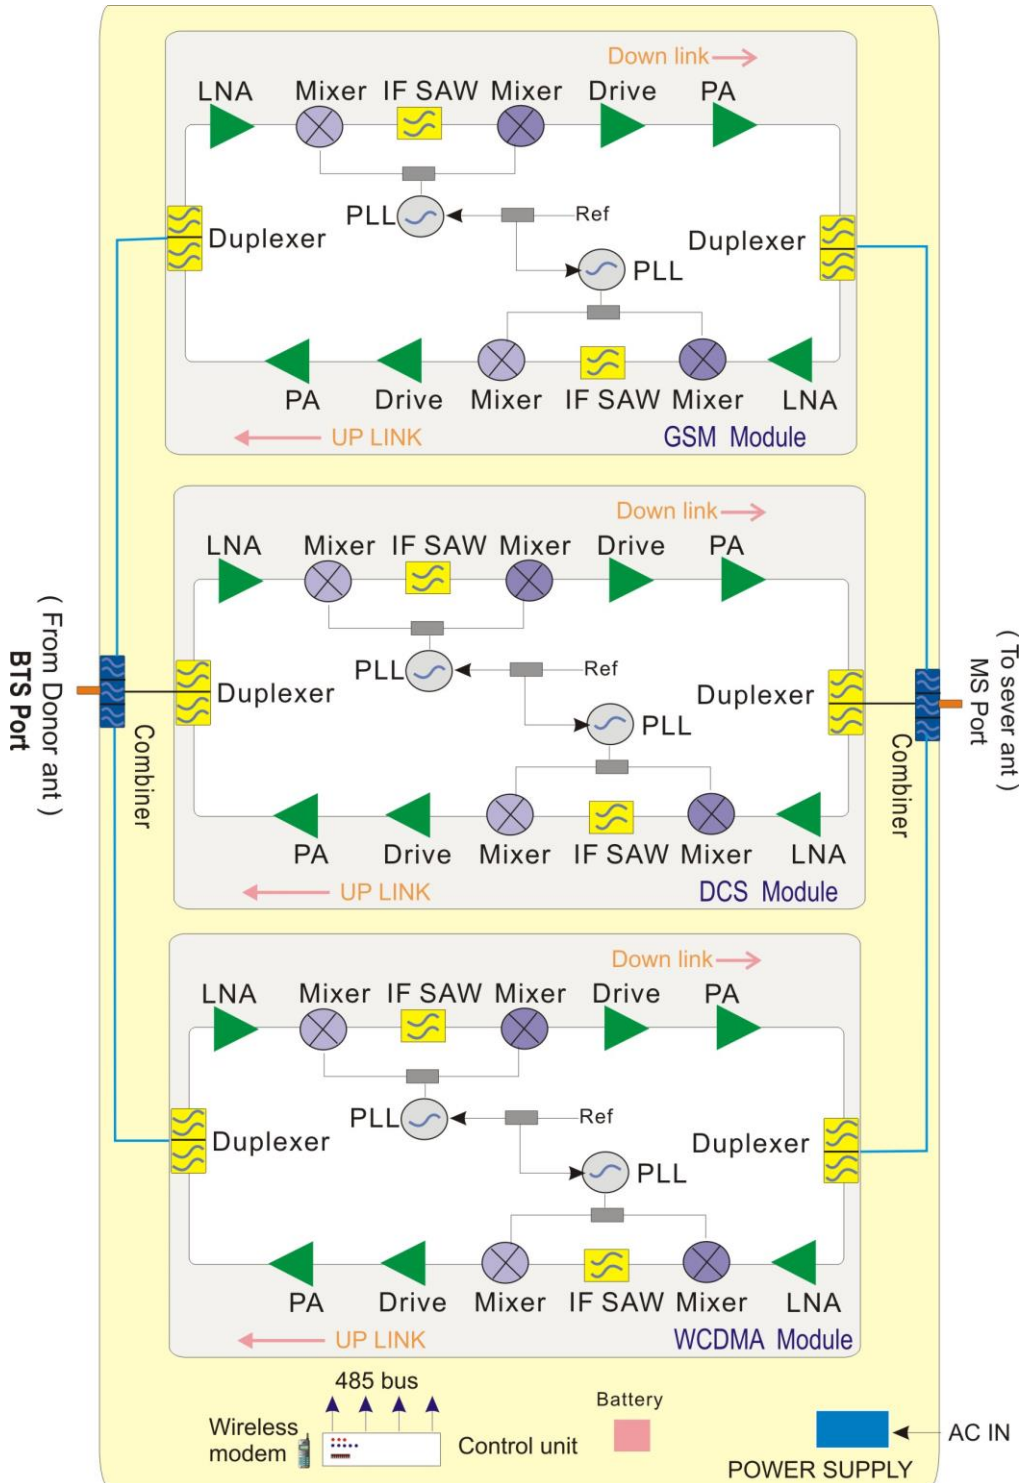 Down link
LNA
Mixer
IF SAW
Mixer
Drive
PA
PLL
Ref
Duplexer
Duplexer
PLL
PA
Drive
Mixer
IF SAW
Mixer
LNA
UP LINK
GSM Module
Down link
LNA
Mixer
IF SAW
Mixer
Drive
PA
PLL
Ref
Duplexer
Duplexer
PLL
PA
Drive
Mixer
IF SAW
Mixer
LNA
UP LINK
DCS Module
( From Donor ant )
BTS Port
Combiner
Combiner
MS Port
( To sever ant )
Down link
LNA
Mixer
IF SAW
Mixer
Drive
PA
PLL
Ref
Duplexer
Duplexer
PLL
PA
Drive
Mixer
IF SAW
Mixer
LNA
UP LINK
WCDMA Module
485 bus
Wireless
modem
Control unit
Battery
AC IN
POWER SUPPLY